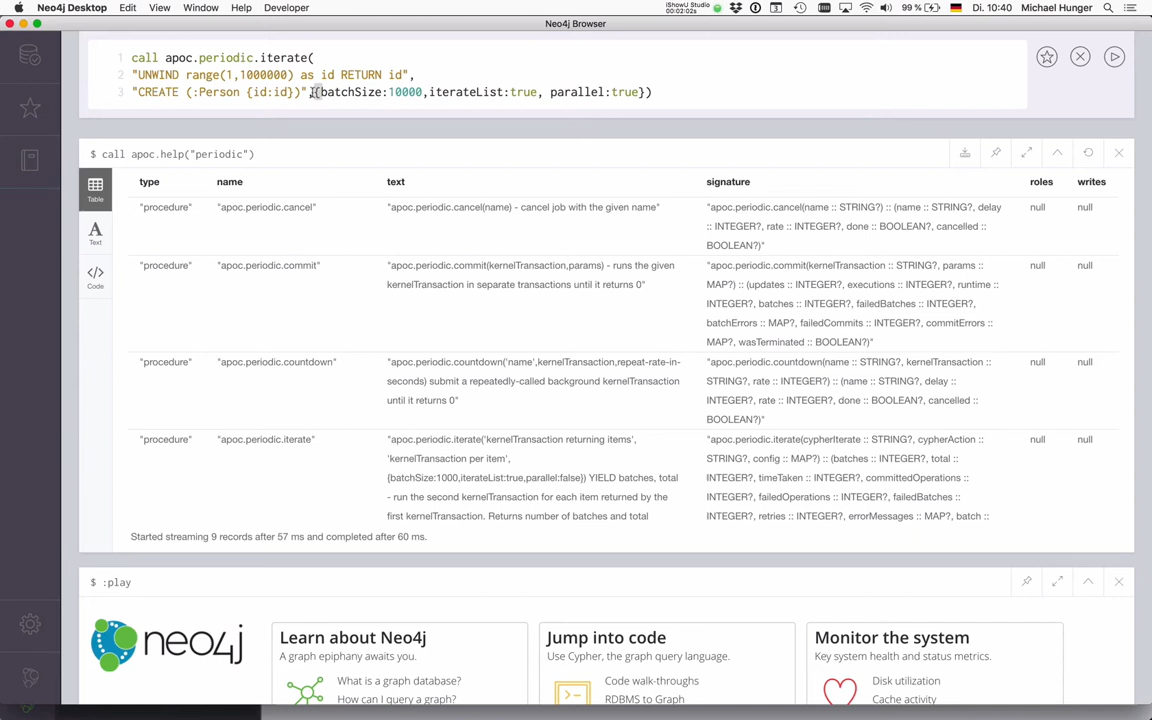 Neo4j Desktop Edit View Window Help Developer
iShowU Studio
00:02:02s
99 % Di. 10:40 Michael Hunger
Neo4j Browser
1 call apoc.periodic.iterate(
2 "UNWIND range(1,1000000) as id RETURN id",
3 "CREATE (:Person {id:id})",{batchSize:10000,iterateList:true, parallel:true})
$ call apoc.help("periodic")
Table
Text
Code
type name text signature roles writes
"procedure" "apoc.periodic.cancel" "apoc.periodic.cancel(name) - cancel job with the given name" "apoc.periodic.cancel(name :: STRING?) :: (name :: STRING?, delay null null
:: INTEGER?, rate :: INTEGER?, done :: BOOLEAN?, cancelled ::
BOOLEAN?)"
"procedure" "apoc.periodic.commit" "apoc.periodic.commit(kernelTransaction,params) - runs the given "apoc.periodic.commit(kernelTransaction :: STRING?, params :: null null
kernelTransaction in separate transactions until it returns 0" MAP?) :: (updates :: INTEGER?, executions :: INTEGER?, runtime ::
INTEGER?, batches :: INTEGER?, failedBatches :: INTEGER?,
batchErrors :: MAP?, failedCommits :: INTEGER?, commitErrors ::
MAP?, wasTerminated :: BOOLEAN?)"
"procedure" "apoc.periodic.countdown" "apoc.periodic.countdown('name',kernelTransaction,repeat-rate-in- "apoc.periodic.countdown(name :: STRING?, kernelTransaction :: null null
seconds) submit a repeatedly-called background kernelTransaction STRING?, rate :: INTEGER?) :: (name :: STRING?, delay ::
until it returns 0" INTEGER?, rate :: INTEGER?, done :: BOOLEAN?, cancelled ::
BOOLEAN?)"
"procedure" "apoc.periodic.iterate" "apoc.periodic.iterate('kernelTransaction returning items', "apoc.periodic.iterate(cypherIterate :: STRING?, cypherAction :: null null
'kernelTransaction per item', STRING?, config :: MAP?) :: (batches :: INTEGER?, total ::
{batchSize:1000,iterateList:true,parallel:false}) YIELD batches, total INTEGER?, timeTaken :: INTEGER?, committedOperations ::
- run the second kernelTransaction for each item returned by the INTEGER?, failedOperations :: INTEGER?, failedBatches ::
first kernelTransaction. Returns number of batches and total INTEGER?, retries :: INTEGER?, errorMessages :: MAP?, batch ::
Started streaming 9 records after 57 ms and completed after 60 ms.
$ :play
neo4j
Learn about Neo4j
A graph epiphany awaits you.
What is a graph database?
How can I query a graph?
Jump into code
Use Cypher, the graph query language.
Code walk-throughs
RDBMS to Graph
Monitor the system
Key system health and status metrics.
Disk utilization
Cache activity